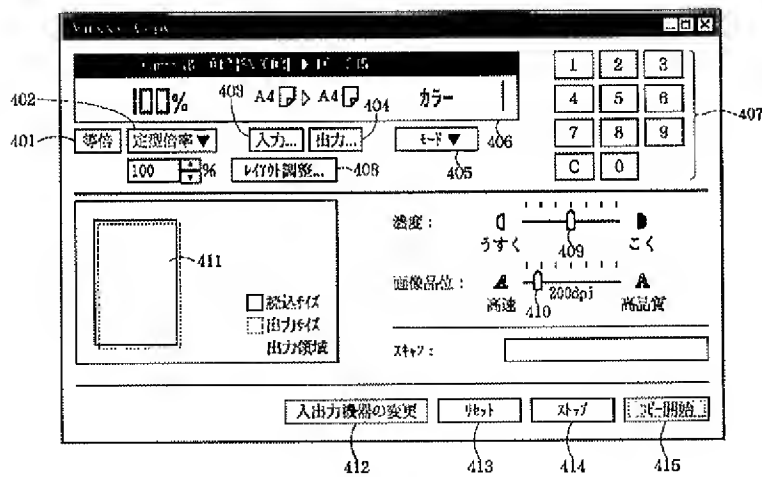 1 2 3
100% A4 ▷ A4 カラー
4 5 6
402 403 404 406 407
401 等倍 定型倍率▼ 入力... 出力... モード▼
7 8 9
100 % レイアウト調整... 408 405
C 0
411
濃度:
うすく 409 こく
画像品位: A 200dpi A
高速 410 高品質
読込サイズ
出力サイズ
出力領域
スキャン:
入出力機器の変更 リセット ストップ コピー開始
412 413 414 415